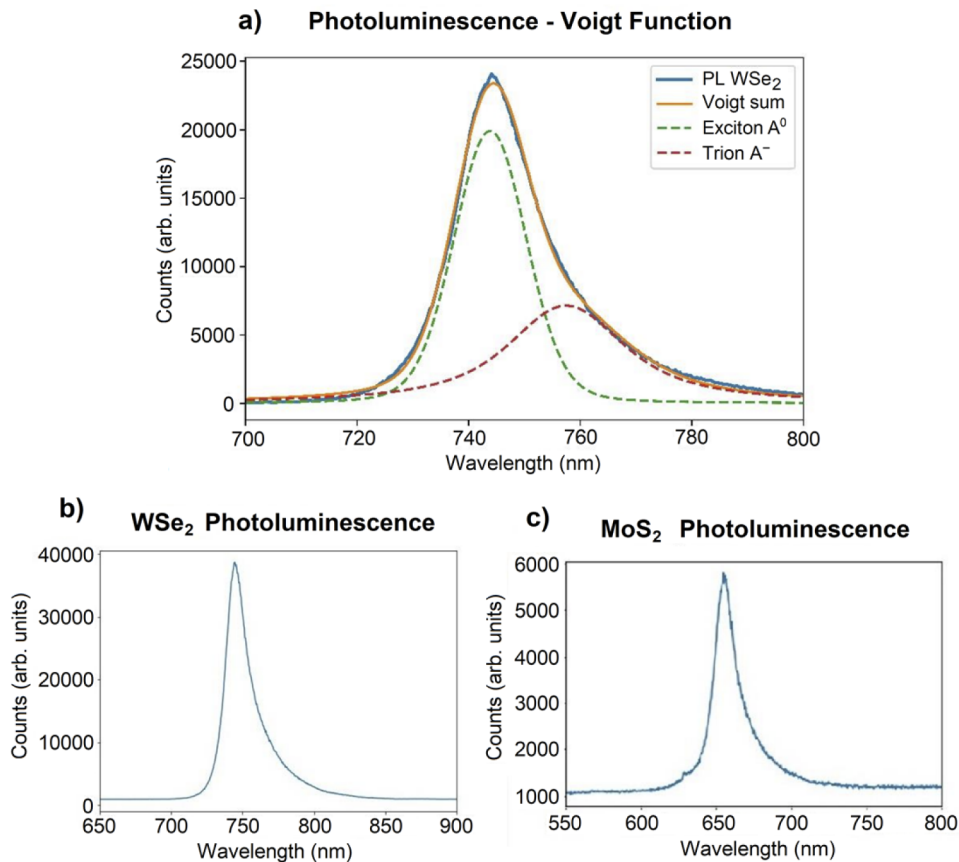 a) Photoluminescence - Voigt Function
25000
20000
15000
10000
5000
0
Counts (arb. units)
PL WSe₂
Voigt sum
Exciton A⁰
Trion A⁻
700 720 740 760 780 800
Wavelength (nm)
b)
WSe₂ Photoluminescence
40000
30000
20000
10000
0
Counts (arb. units)
650 700 750 800 850 900
Wavelength (nm)
c)
MoS₂ Photoluminescence
6000
5000
4000
3000
2000
1000
Counts (arb. units)
550 600 650 700 750 800
Wavelength (nm)